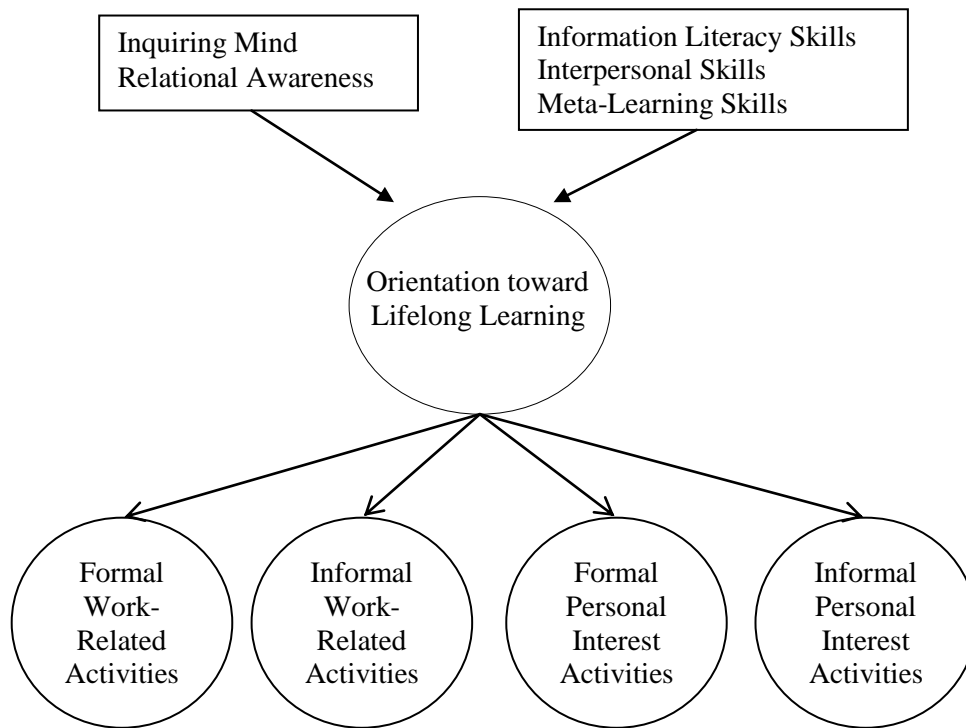 Inquiring Mind
Relational Awareness
Information Literacy Skills
Interpersonal Skills
Meta-Learning Skills
Orientation toward
Lifelong Learning
Formal
Work-
Related
Activities
Informal
Work-
Related
Activities
Formal
Personal
Interest
Activities
Informal
Personal
Interest
Activities